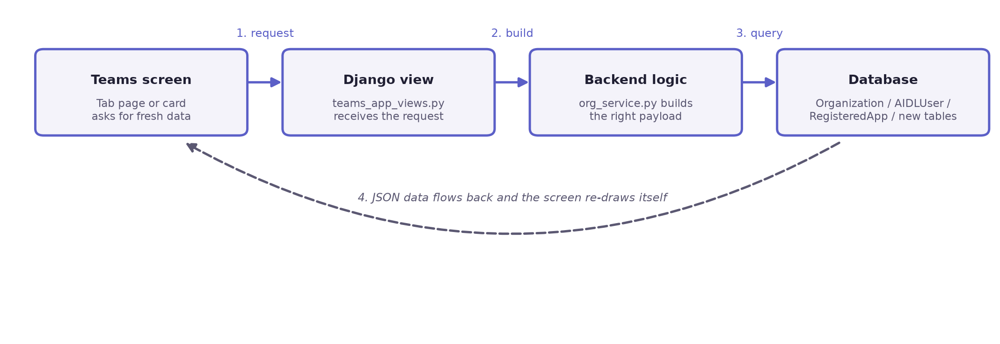 1. request
2. build
3. query
Teams screen
Tab page or card
asks for fresh data
Django view
teams_app_views.py
receives the request
Backend logic
org_service.py builds
the right payload
Database
Organization / AIDLUser /
RegisteredApp / new tables
4. JSON data flows back and the screen re-draws itself